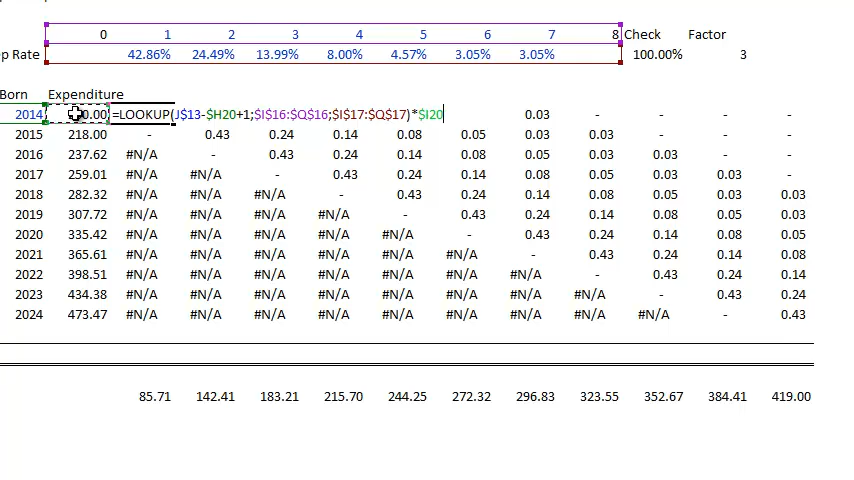 0 1 2 3 4 5 6 7 8 Check Factor
p Rate 42.86% 24.49% 13.99% 8.00% 4.57% 3.05% 3.05% 100.00% 3
Born Expenditure
2014 0.00 =LOOKUP(J$13-$H20+1;$I$16:$Q$16;$I$17:$Q$17)*$I20 0.03 - - - -
2015 218.00 - 0.43 0.24 0.14 0.08 0.05 0.03 0.03 - - -
2016 237.62 #N/A - 0.43 0.24 0.14 0.08 0.05 0.03 0.03 - -
2017 259.01 #N/A #N/A - 0.43 0.24 0.14 0.08 0.05 0.03 0.03 -
2018 282.32 #N/A #N/A #N/A - 0.43 0.24 0.14 0.08 0.05 0.03 0.03
2019 307.72 #N/A #N/A #N/A #N/A - 0.43 0.24 0.14 0.08 0.05 0.03
2020 335.42 #N/A #N/A #N/A #N/A #N/A - 0.43 0.24 0.14 0.08 0.05
2021 365.61 #N/A #N/A #N/A #N/A #N/A #N/A - 0.43 0.24 0.14 0.08
2022 398.51 #N/A #N/A #N/A #N/A #N/A #N/A #N/A - 0.43 0.24 0.14
2023 434.38 #N/A #N/A #N/A #N/A #N/A #N/A #N/A #N/A - 0.43 0.24
2024 473.47 #N/A #N/A #N/A #N/A #N/A #N/A #N/A #N/A #N/A - 0.43
85.71 142.41 183.21 215.70 244.25 272.32 296.83 323.55 352.67 384.41 419.00